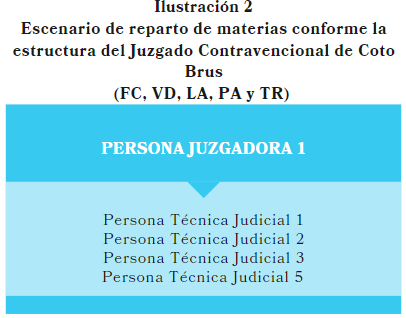 Ilustración 2
Escenario de reparto de materias conforme la
estructura del Juzgado Contravencional de Coto
Brus
(FC, VD, LA, PA y TR)
PERSONA JUZGADORA 1
Persona Técnica Judicial 1
Persona Técnica Judicial 2
Persona Técnica Judicial 3
Persona Técnica Judicial 5